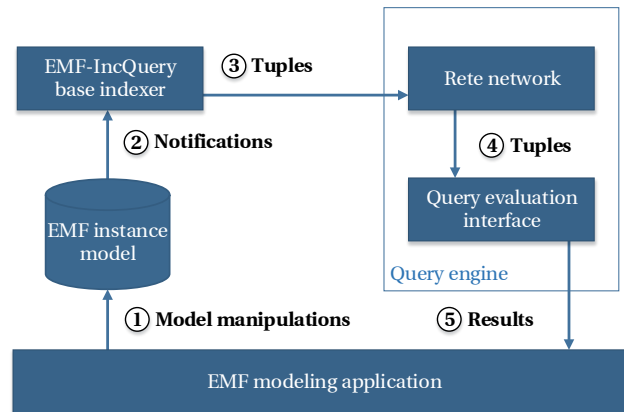 EMF-IncQuery
base indexer
③ Tuples
Rete network
② Notifications
④ Tuples
Query evaluation
interface
EMF instance
model
Query engine
① Model manipulations
⑤ Results
EMF modeling application